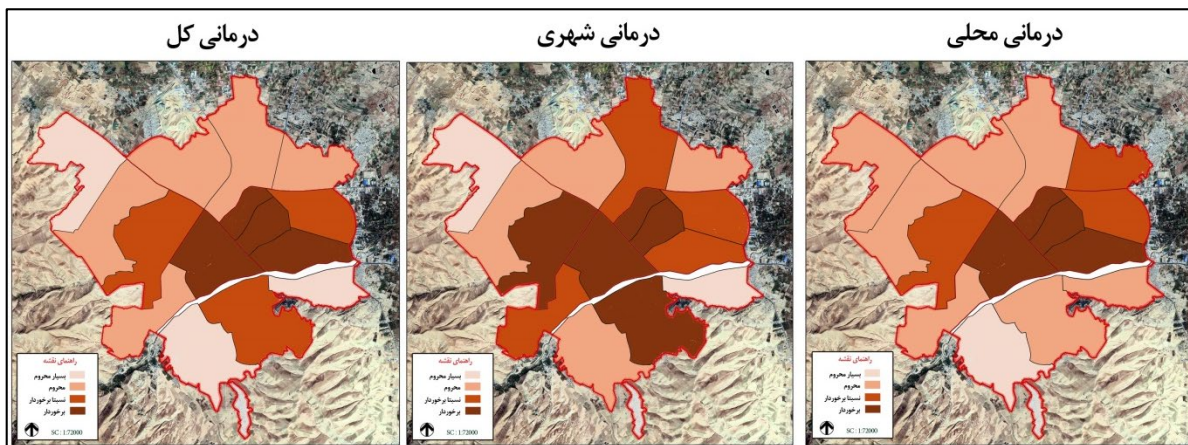 درمانی محلی
درمانی شهری
درمانی کل
راهنمای نقشه
بسیار محروم
محروم
نسبتا برخوردار
برخوردار
SC : 1:72000
راهنمای نقشه
بسیار محروم
محروم
نسبتا برخوردار
برخوردار
SC : 1:72000
راهنمای نقشه
بسیار محروم
محروم
نسبتا برخوردار
برخوردار
SC : 1:72000